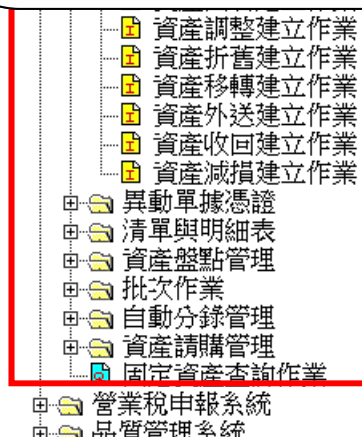 資產調整建立作業
資產折舊建立作業
資產移轉建立作業
資產外送建立作業
資產收回建立作業
資產減損建立作業
異動單據憑證
清單與明細表
資產盤點管理
批次作業
自動分錄管理
資產請購管理
固定資產查詢作業
營業稅申報系統
品質管理系統